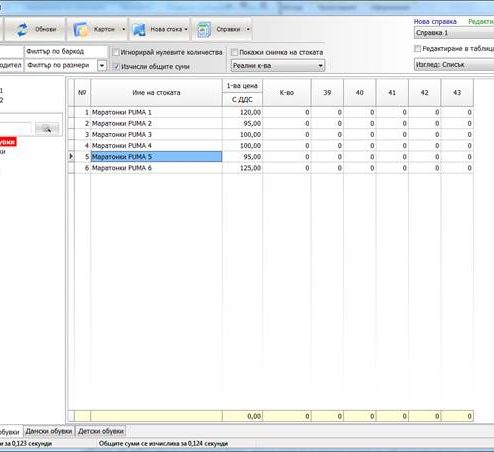 Нова справка
Обнови Картон Нова стока Справки Справка 1
Филтър по баркод Игнорирай нулевите количества Покажи снимка на стоката Редактиране в таблица
Филтър по размери Изчисли общите суми Реални к-ва Изглед: Списък
№ Име на стоката 1-ва цена С ДДС К-во 39 40 41 42 43
1 Маратонки PUMA 1 120,00 0 0 0 0 0 0
2 Маратонки PUMA 2 95,00 0 0 0 0 0 0
3 Маратонки PUMA 3 100,00 0 0 0 0 0 0
4 Маратонки PUMA 4 100,00 0 0 0 0 0 0
5 Маратонки PUMA 5 95,00 0 0 0 0 0 0
6 Маратонки PUMA 6 125,00 0 0 0 0 0 0
0,00 0 0 0 0 0 0
обувки Дамски обувки Детски обувки
за 0,123 секунди Общите суми се изчислиха за 0,124 секунди